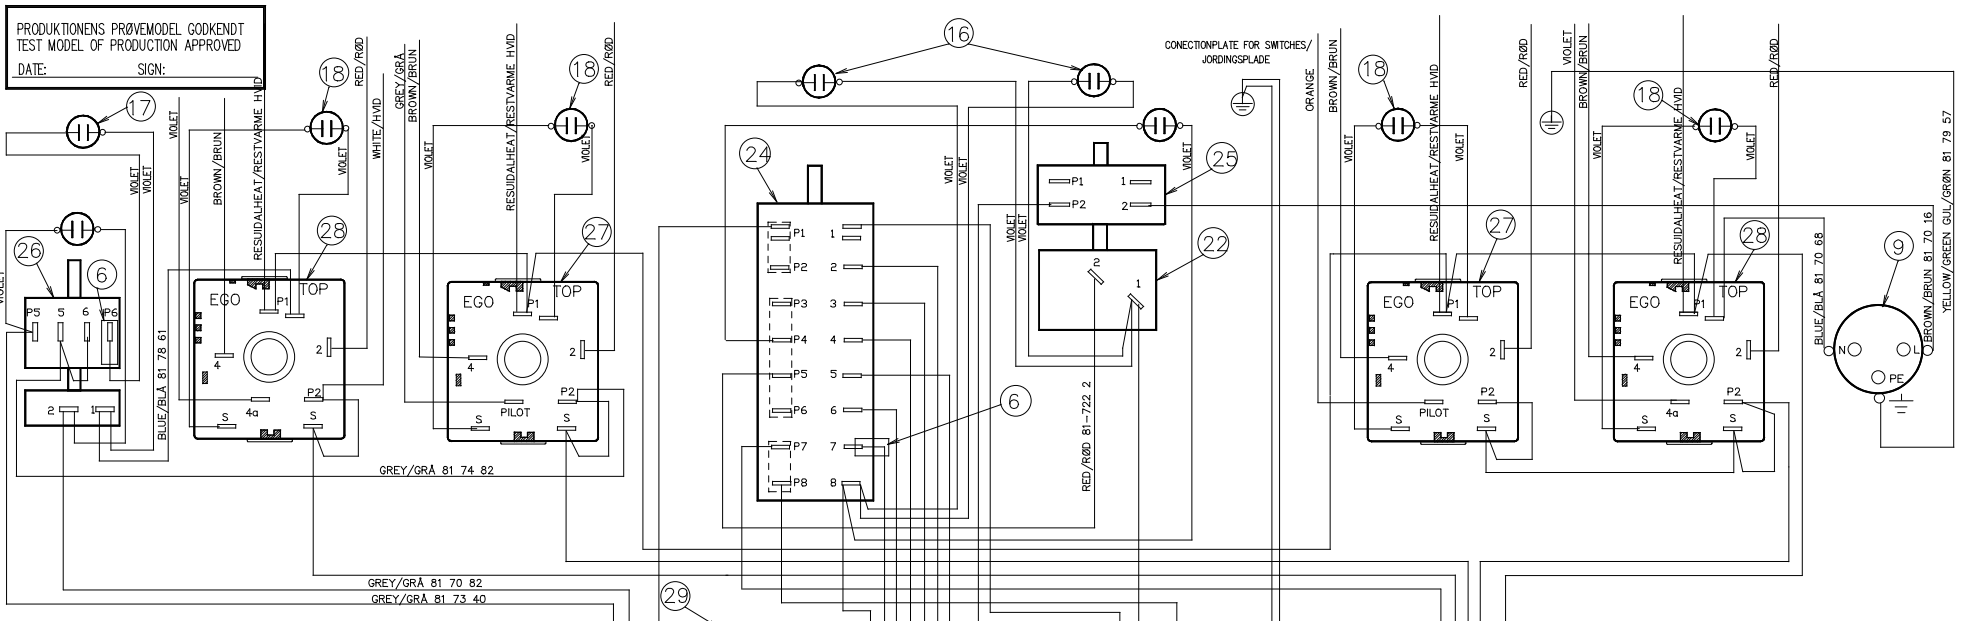 PRODUKTIONENS PRØVEMODEL GODKENDT
TEST MODEL OF PRODUCTION APPROVED
DATE: SIGN:
17
18
18
16
CONECTIONPLATE FOR SWITCHES/
JORDINGSPLADE
18
18
VIOLET
VIOLET
VIOLET
VIOLET
BROWN/BRUN
RESUIDALHEAT/RESTVARME HVID
VIOLET
RED/RØD
WHITE/HVID
GREY/GRÅ
BROWN/BRUN
VIOLET
RESUIDALHEAT/RESTVARME HVID
VIOLET
RED/RØD
VIOLET
VIOLET
VIOLET
VIOLET
VIOLET
ORANGE
BROWN/BRUN
VIOLET
RESUIDALHEAT/RESTVARME HVID
VIOLET
RED/RØD
VIOLET
BROWN/BRUN
VIOLET
RESUIDALHEAT/RESTVARME HVID
VIOLET
RED/RØD
BLUE/BLÅ 81 70 68
BROWN/BRUN 81 70 16
YELLOW/GREEN GUL/GRØN 81 79 57
26
6
P5 5 6 P6
2 1
BLUE/BLÅ 81 78 61
28
EGO TOP
P1
2
4
P2
4a
S S
27
EGO TOP
P1
2
4
P2
PILOT
S S
24
P1 1
P2 2
P3 3
P4 4
P5 5
P6 6
P7 7
P8 8
6
25
P1 1
P2 2
22
2
1
RED/RØD 81-722 2
27
EGO TOP
P1
2
4
P2
PILOT
S S
28
EGO TOP
P1
2
4
P2
4a
S S
9
N L
PE
GREY/GRÅ 81 74 82
GREY/GRÅ 81 70 82
GREY/GRÅ 81 73 40
29